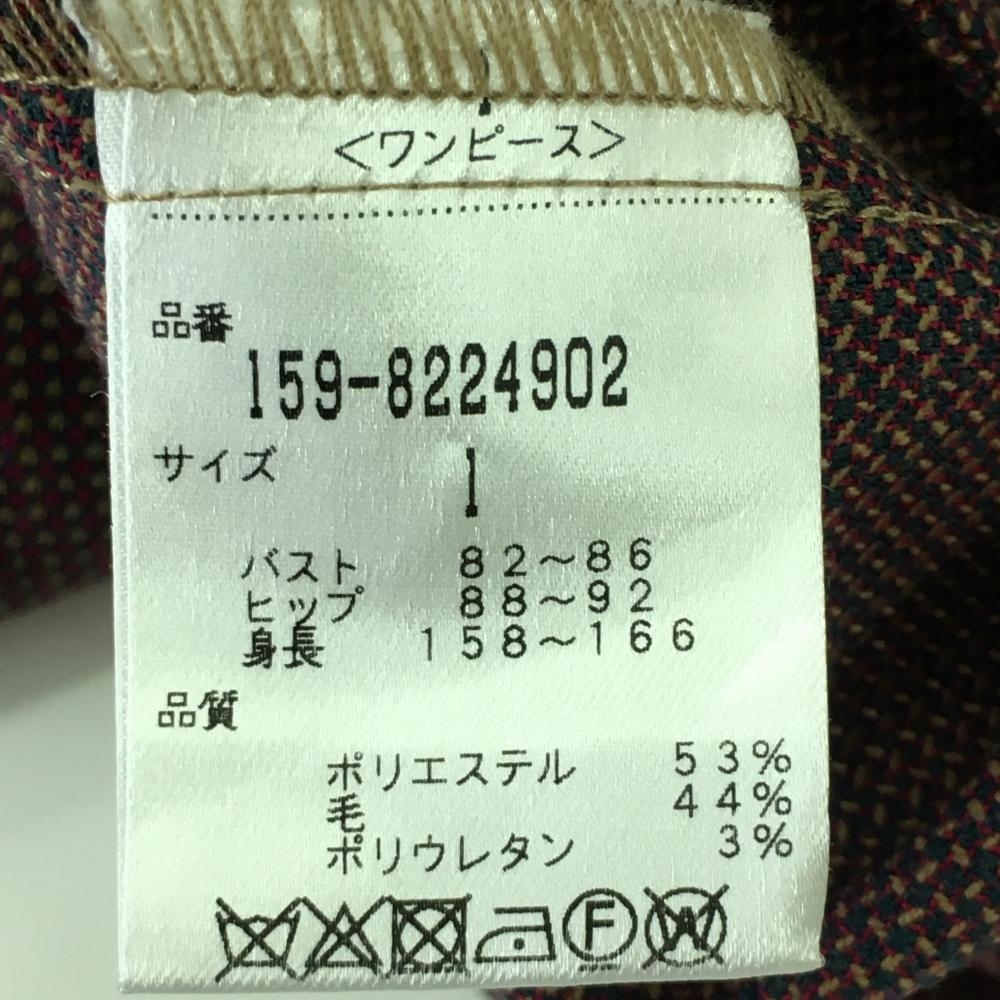 <ワンピース>
品番
159-8224902
サイズ 1
バスト 82~86
ヒップ 88~92
身長 158~166
品質
ポリエステル 53%
毛 44%
ポリウレタン 3%
F W